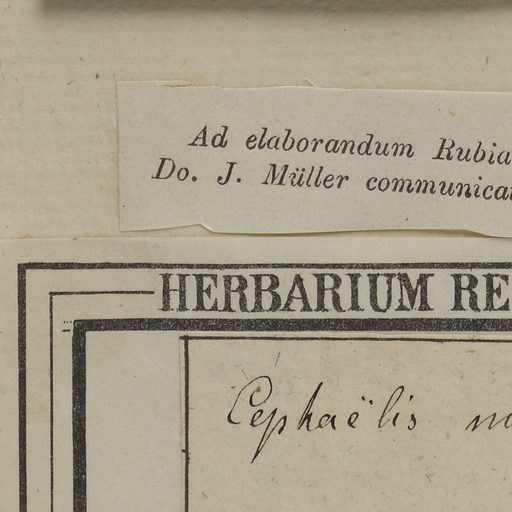 Ad elaborandum Rubia
Do. J. Müller communica
HERBARIUM RE
Cephaëlis